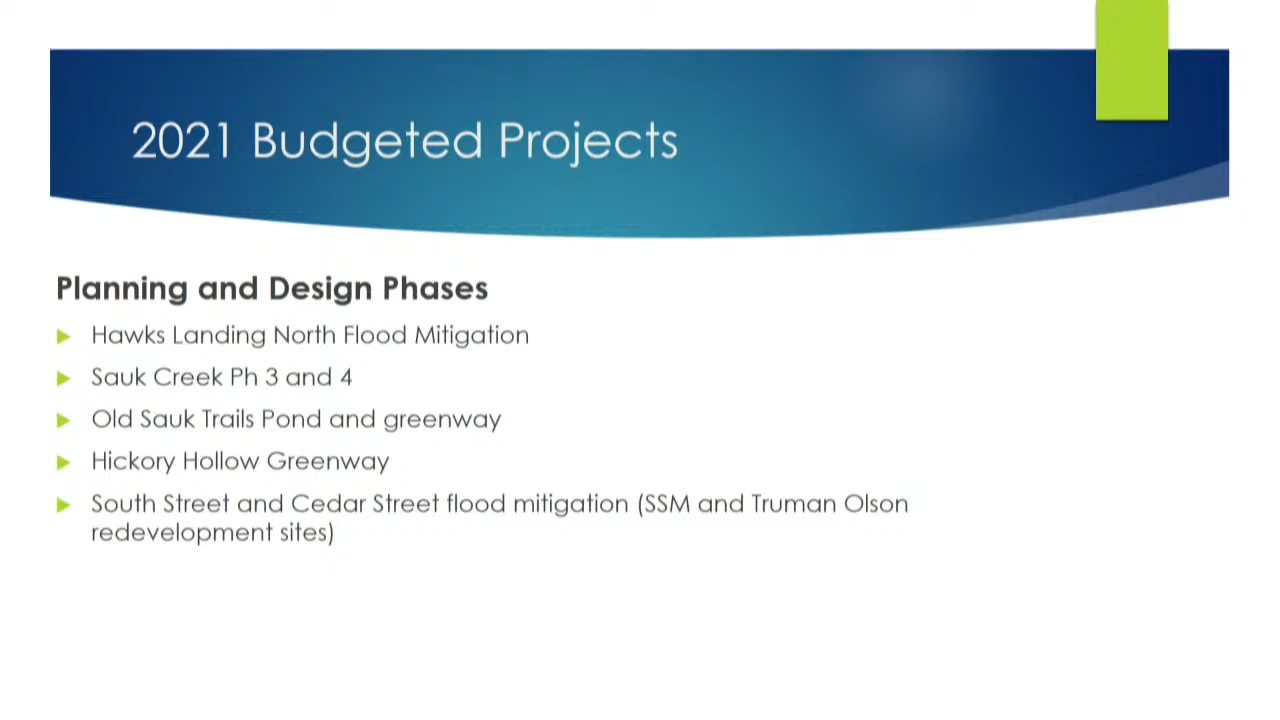 2021 Budgeted Projects
Planning and Design Phases
Hawks Landing North Flood Mitigation
Sauk Creek Ph 3 and 4
Old Sauk Trails Pond and greenway
Hickory Hollow Greenway
South Street and Cedar Street flood mitigation (SSM and Truman Olson
redevelopment sites)